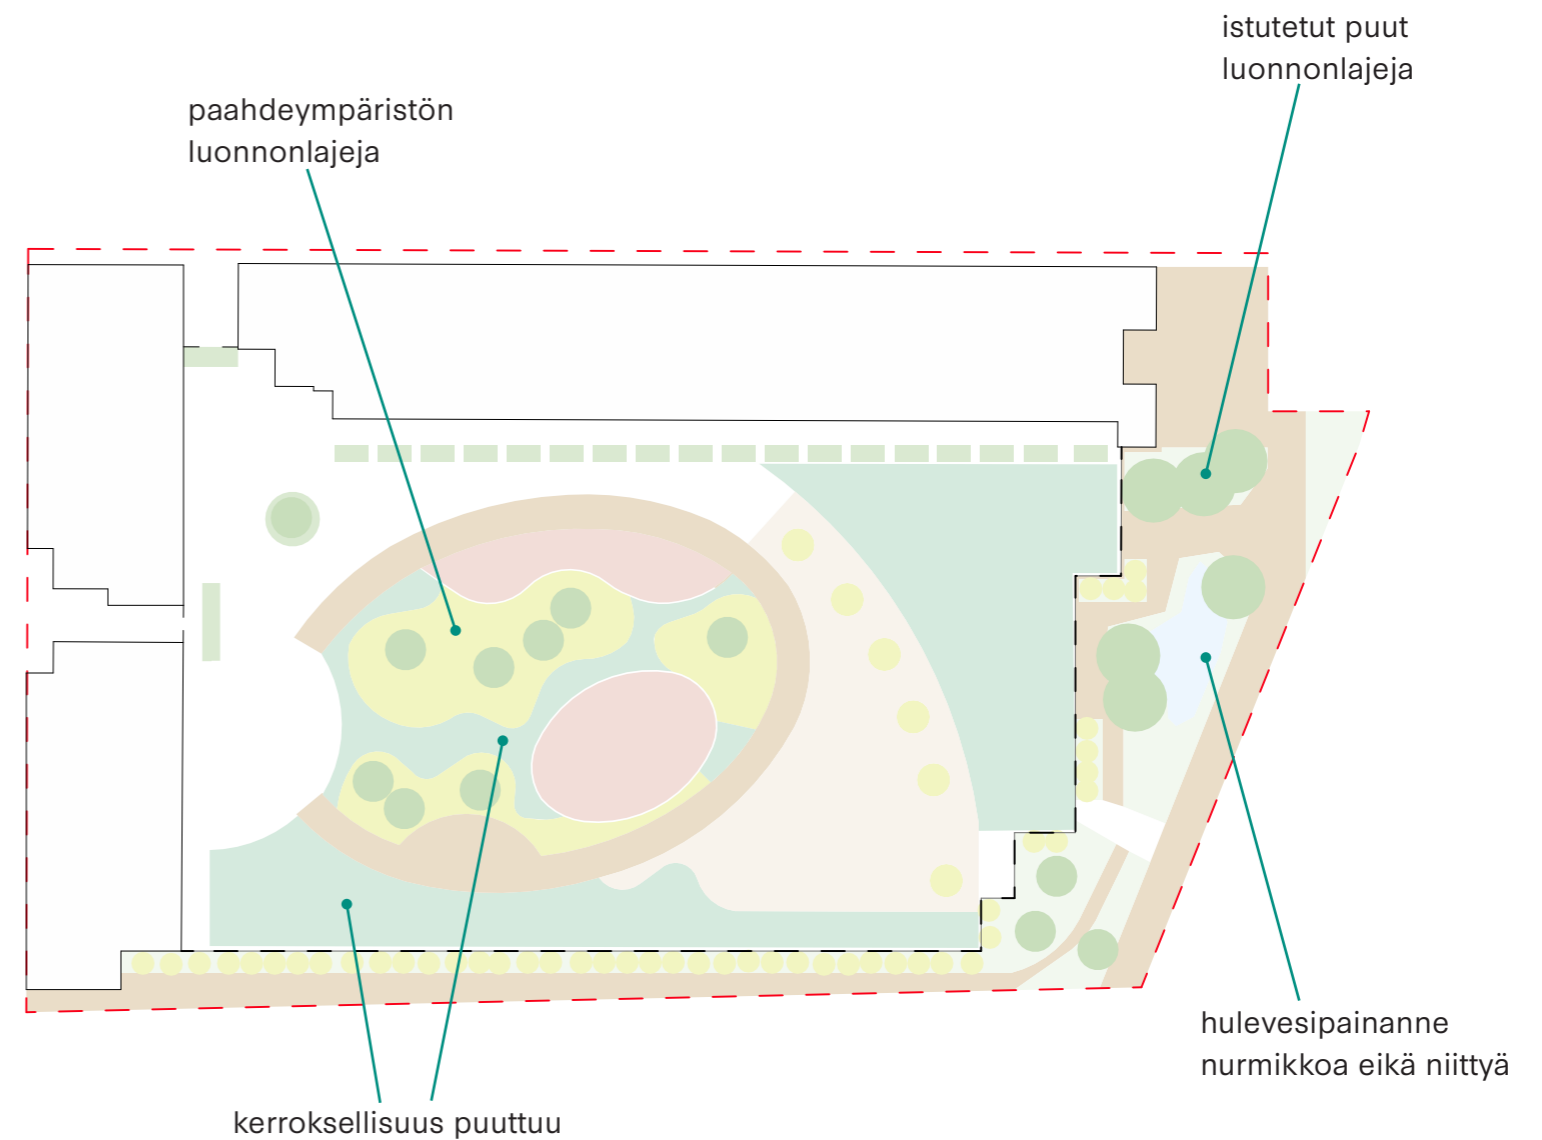 istutetut puut
luonnonlajeja
paahdeympäristön
luonnonlajeja
hulevesipainanne
nurmikkoa eikä niittyä
kerroksellisuus puuttuu